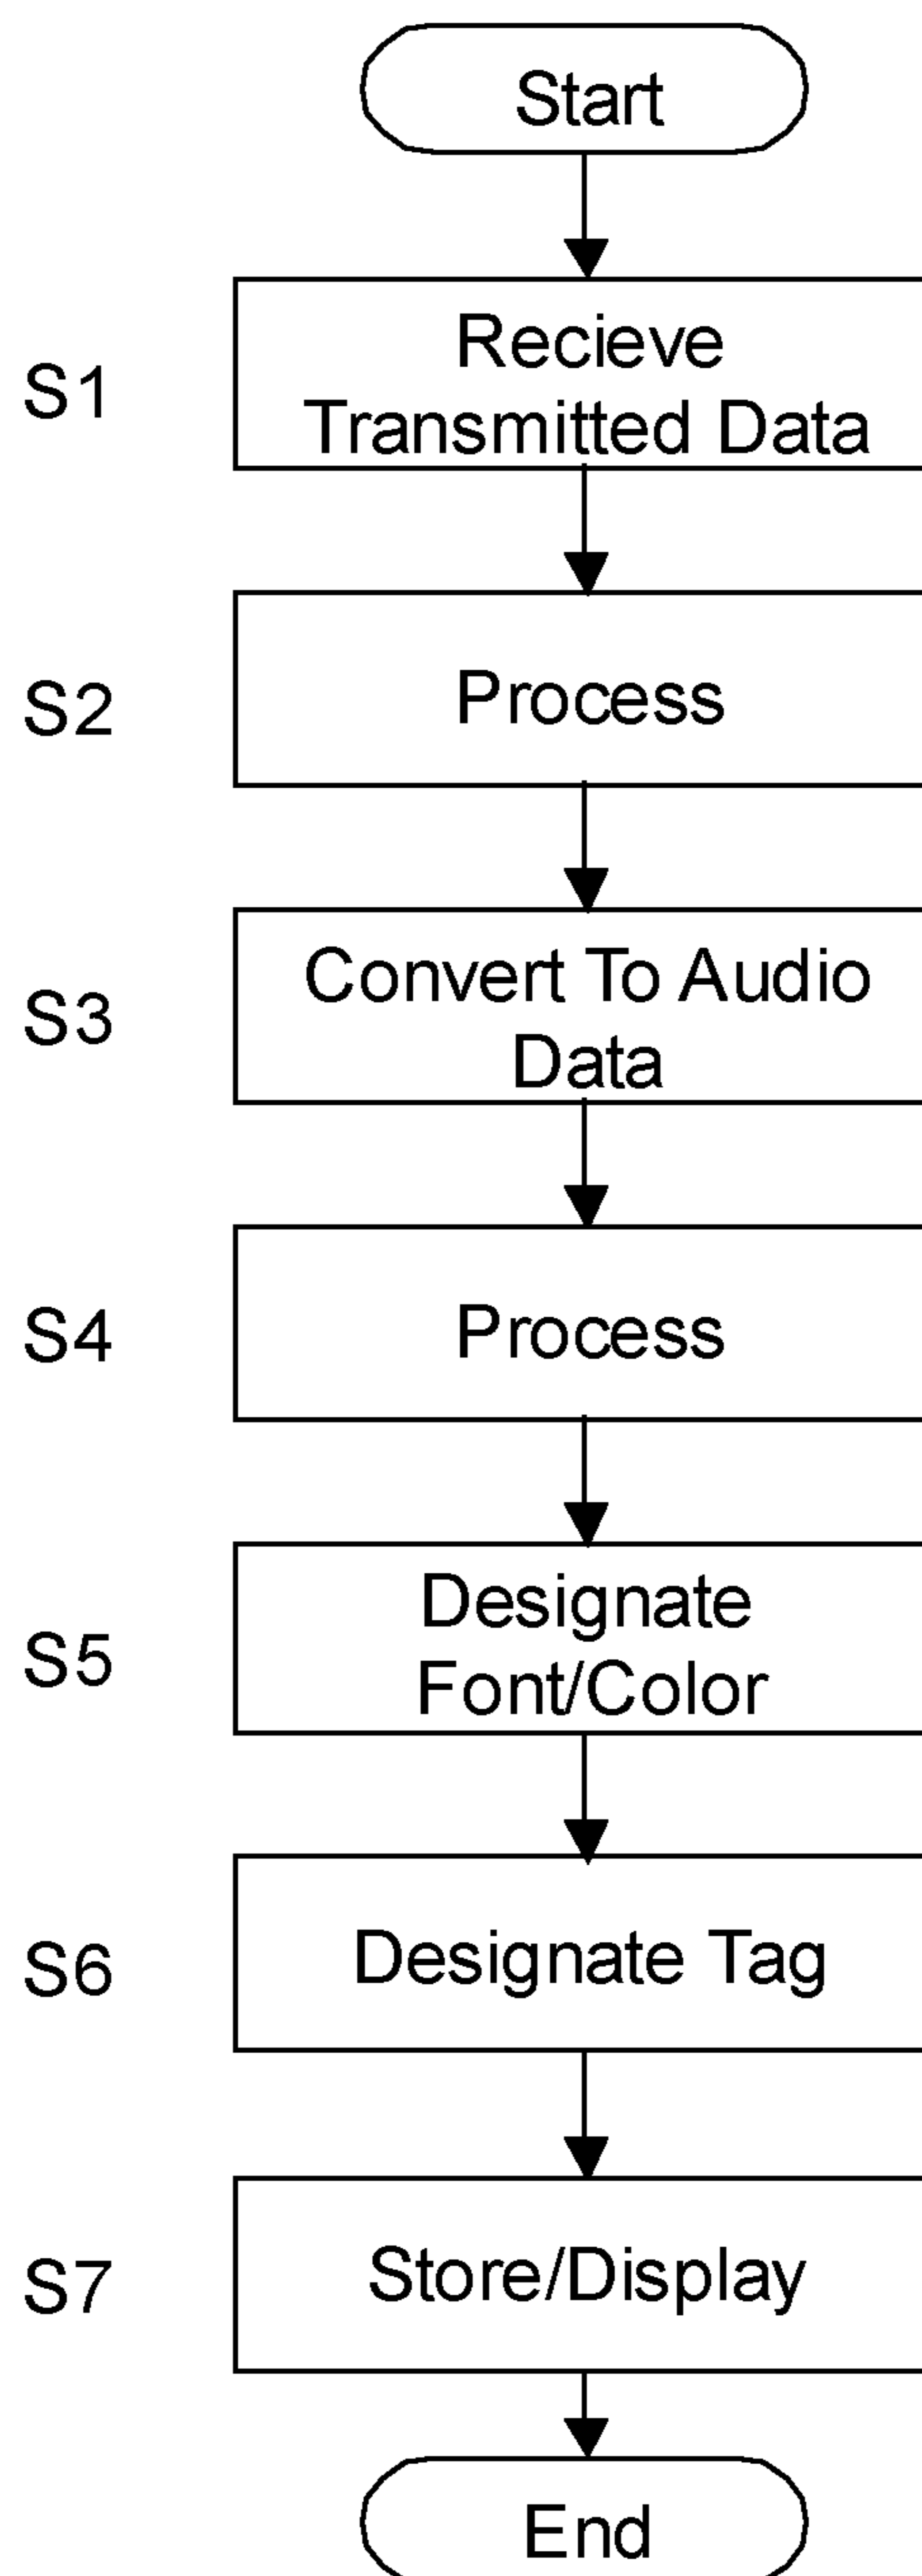 Start
S1
Recieve
Transmitted Data
S2
Process
S3
Convert To Audio
Data
S4
Process
S5
Designate
Font/Color
S6
Designate Tag
S7
Store/Display
End